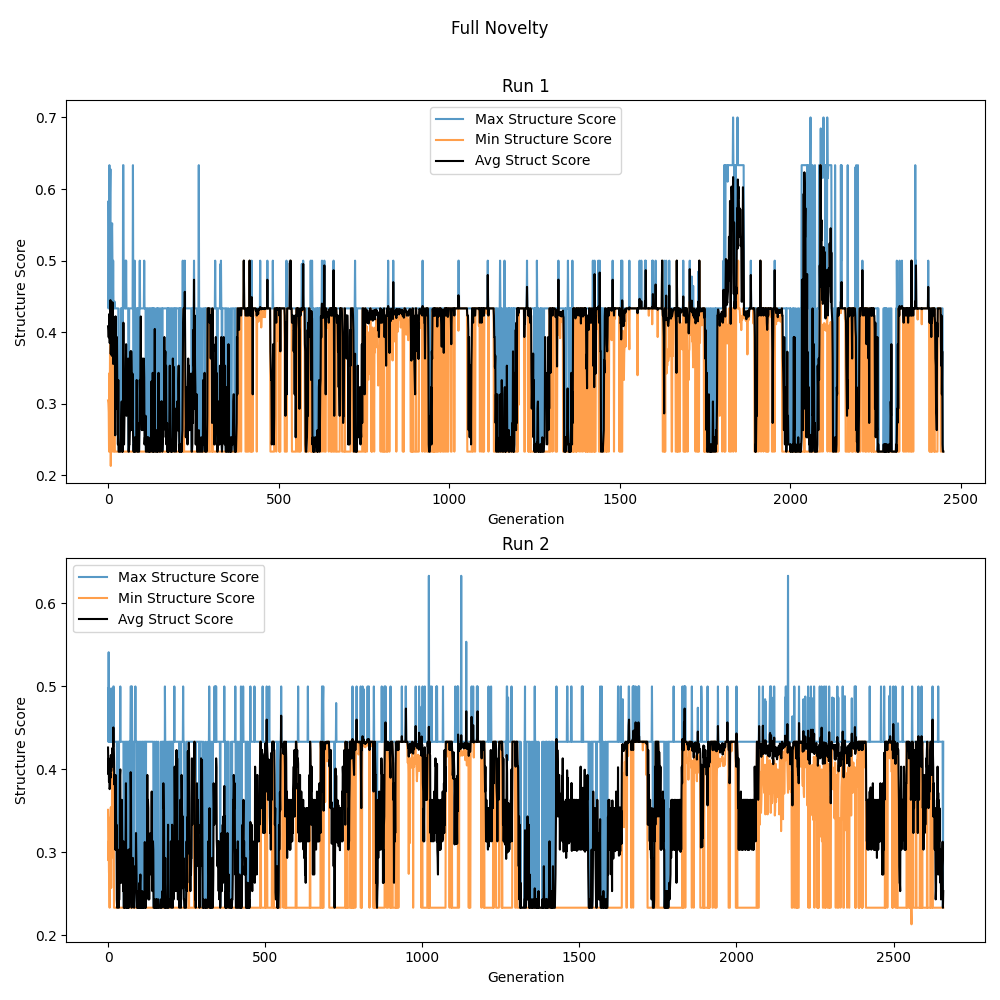 Full Novelty
Run 1
Max Structure Score
Min Structure Score
Avg Struct Score
Structure Score
0.7
0.6
0.5
0.4
0.3
0.2
0 500 1000 1500 2000 2500
Generation
Run 2
Max Structure Score
Min Structure Score
Avg Struct Score
Structure Score
0.6
0.5
0.4
0.3
0.2
0 500 1000 1500 2000 2500
Generation